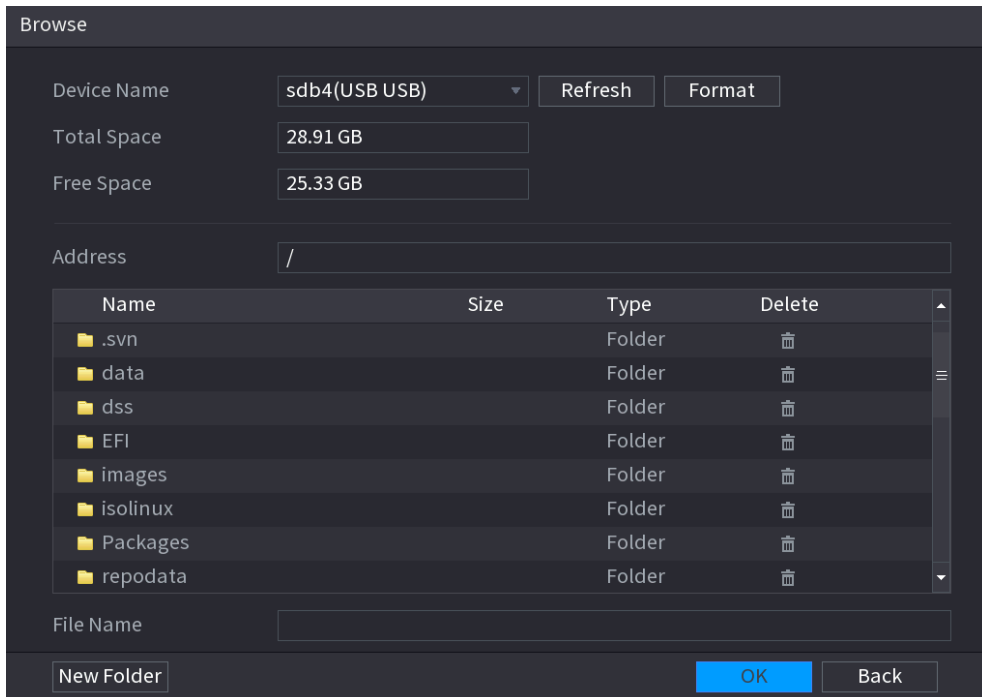 Browse
Device Name sdb4(USB USB) Refresh Format
Total Space 28.91 GB
Free Space 25.33 GB
Address /
Name Size Type Delete
.svn Folder
data Folder
dss Folder
EFI Folder
images Folder
isolinux Folder
Packages Folder
repodata Folder
File Name
New Folder OK Back